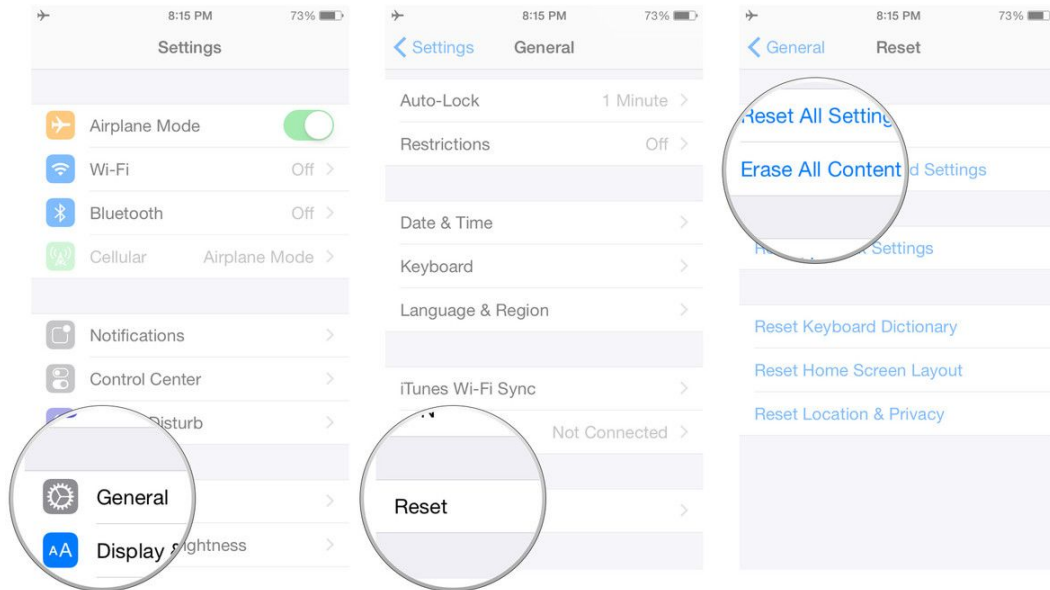 8:15 PM
73%
Settings
Airplane Mode
Wi-Fi
Off
Bluetooth
Off
Cellular
Airplane Mode
Notifications
Control Center
Disturb
General
AA
Display &
ightness
8:15 PM
73%
Settings
General
Auto-Lock
1 Minute
Restrictions
Off
Date & Time
Keyboard
Language & Region
iTunes Wi-Fi Sync
Not Connected
Reset
8:15 PM
73%
General
Reset
Reset All Setting
Erase All Content d Settings
Settings
Reset Keyboard Dictionary
Reset Home Screen Layout
Reset Location & Privacy